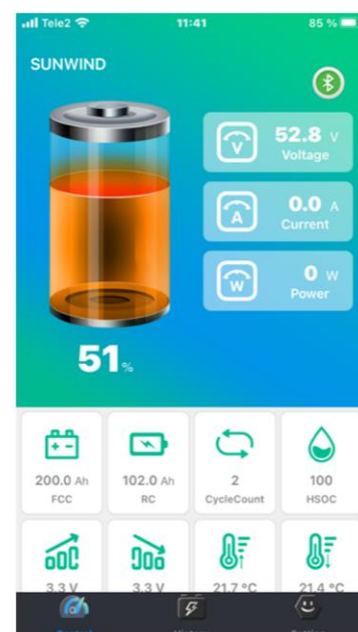 Tele2 11:41 85 %
SUNWIND
52.8 V
Voltage
V
0.0 A
Current
A
0 W
Power
W
51%
200.0 Ah 102.0 Ah 2 100
FCC RC CycleCount HSOC
3.3 V 3.3 V 21.7 °C 21.4 °C